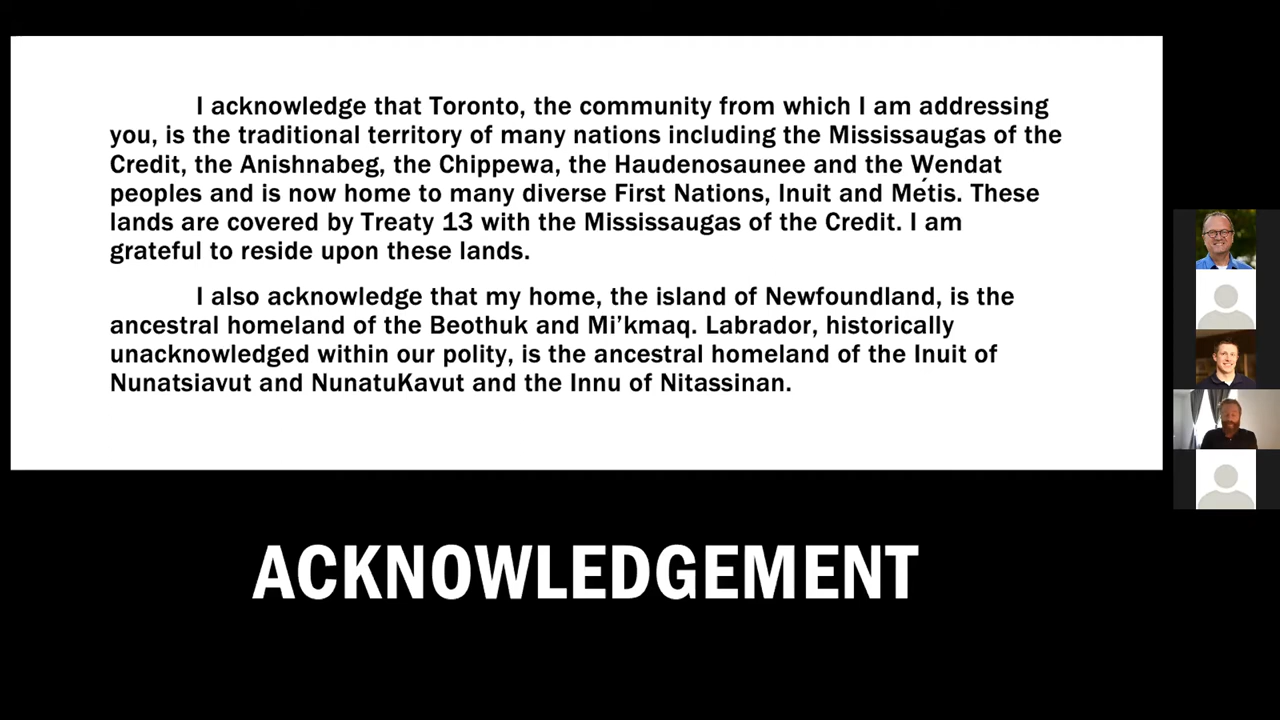 I acknowledge that Toronto, the community from which I am addressing
you, is the traditional territory of many nations including the Mississaugas of the
Credit, the Anishnabeg, the Chippewa, the Haudenosaunee and the Wendat
peoples and is now home to many diverse First Nations, Inuit and Métis. These
lands are covered by Treaty 13 with the Mississaugas of the Credit. I am
grateful to reside upon these lands.
I also acknowledge that my home, the island of Newfoundland, is the
ancestral homeland of the Beothuk and Mi’kmaq. Labrador, historically
unacknowledged within our polity, is the ancestral homeland of the Inuit of
Nunatsiavut and NunatuKavut and the Innu of Nitassinan.
ACKNOWLEDGEMENT